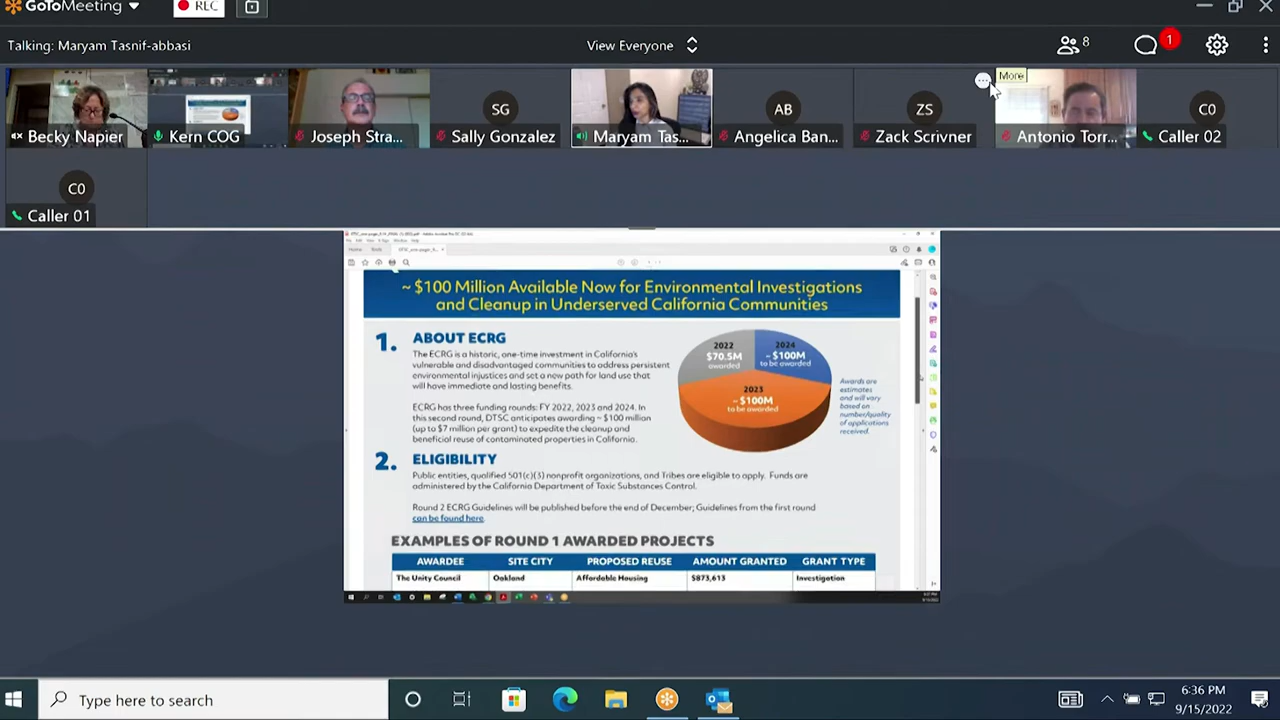 GoToMeeting
REC
Talking: Maryam Tasnif-abbasi
View Everyone
8
1
More
SG
AB
ZS
C0
Becky Napier
Kern COG
Joseph Stra...
Sally Gonzalez
Maryam Tas...
Angelica Ban...
Zack Scrivner
Antonio Torr...
Caller 02
C0
Caller 01
~ $100 Million Available Now for Environmental Investigations
and Cleanup in Underserved California Communities
1. ABOUT ECRG
The ECRG is a historic, one-time investment in California's
vulnerable and disadvantaged communities to address persistent
environmental injustices and set a new path for land use that
will have immediate and lasting benefits.
ECRG has three funding rounds: FY 2022, 2023 and 2024. In
this second round, DTSC anticipates awarding ~ $100 million
(up to $7 million per grant) to expedite the cleanup and
beneficial reuse of contaminated properties in California.
2022
$70.5M
awarded
2024
~ $100M
to be awarded
2023
~ $100M
to be awarded
Awards are
estimates
and will vary
based on
number/quality
of applications
received.
2. ELIGIBILITY
Public entities, qualified 501(c)(3) nonprofit organizations, and Tribes are eligible to apply. Funds are
administered by the California Department of Toxic Substances Control.
Round 2 ECRG Guidelines will be published before the end of December; Guidelines from the first round
can be found here.
EXAMPLES OF ROUND 1 AWARDED PROJECTS
AWARDEE SITE CITY PROPOSED REUSE AMOUNT GRANTED GRANT TYPE
The Unity Council Oakland Affordable Housing $873,613 Investigation
Type here to search
6:36 PM
9/15/2022